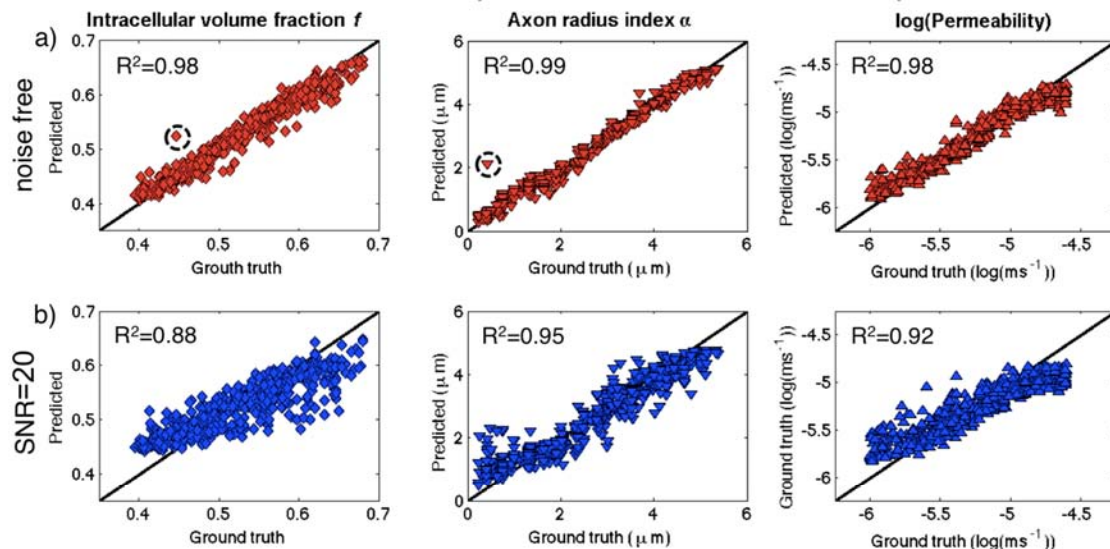 Intracellular volume fraction f
Axon radius index α
log(Permeability)
a)
noise free
R²=0.98
Predicted
0.7
0.6
0.5
0.4
0.4 0.5 0.6 0.7
Grouth truth
R²=0.99
Predicted (μ m)
6
4
2
0
0 2 4 6
Ground truth (μ m)
R²=0.98
Predicted (log(ms⁻¹))
-4.5
-5
-5.5
-6
-6 -5.5 -5 -4.5
Ground truth (log(ms⁻¹))
b)
SNR=20
R²=0.88
Predicted
0.7
0.6
0.5
0.4
0.4 0.5 0.6 0.7
Ground truth
R²=0.95
Predicted (μ m)
6
4
2
0
0 2 4 6
Ground truth (μ m)
R²=0.92
Ground truth (log(ms⁻¹))
-4.5
-5
-5.5
-6
-6 -5.5 -5 -4.5
Ground truth (log(ms⁻¹))